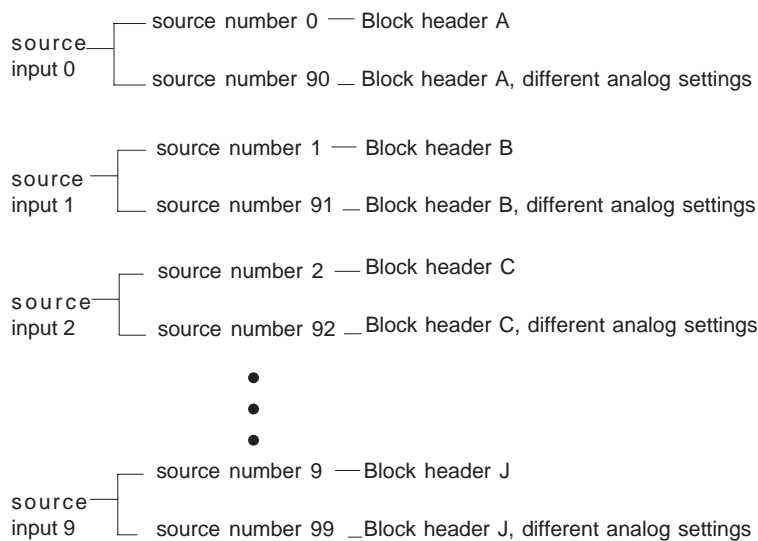 source number 0 — Block header A
source
input 0
source number 90 — Block header A, different analog settings
source number 1 — Block header B
source
input 1
source number 91 — Block header B, different analog settings
source number 2 — Block header C
source
input 2
source number 92 — Block header C, different analog settings
source number 9 — Block header J
source
input 9
source number 99 — Block header J, different analog settings